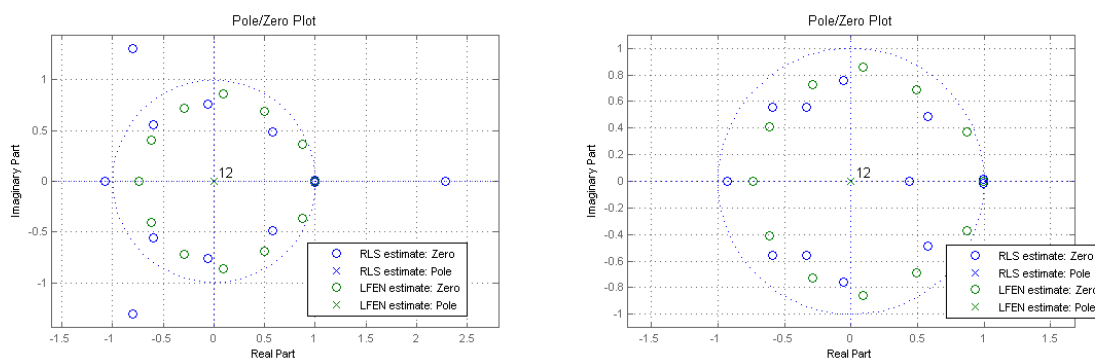 Pole/Zero Plot
Imaginary Part
1
0.5
0
-0.5
-1
12
RLS estimate: Zero
RLS estimate: Pole
LFEN estimate: Zero
LFEN estimate: Pole
-1.5 -1 -0.5 0 0.5 1 1.5 2 2.5
Real Part
Pole/Zero Plot
Imaginary Part
1
0.8
0.6
0.4
0.2
0
-0.2
-0.4
-0.6
-0.8
-1
12
RLS estimate: Zero
RLS estimate: Pole
LFEN estimate: Zero
LFEN estimate: Pole
-1.5 -1 -0.5 0 0.5 1 1.5
Real Part